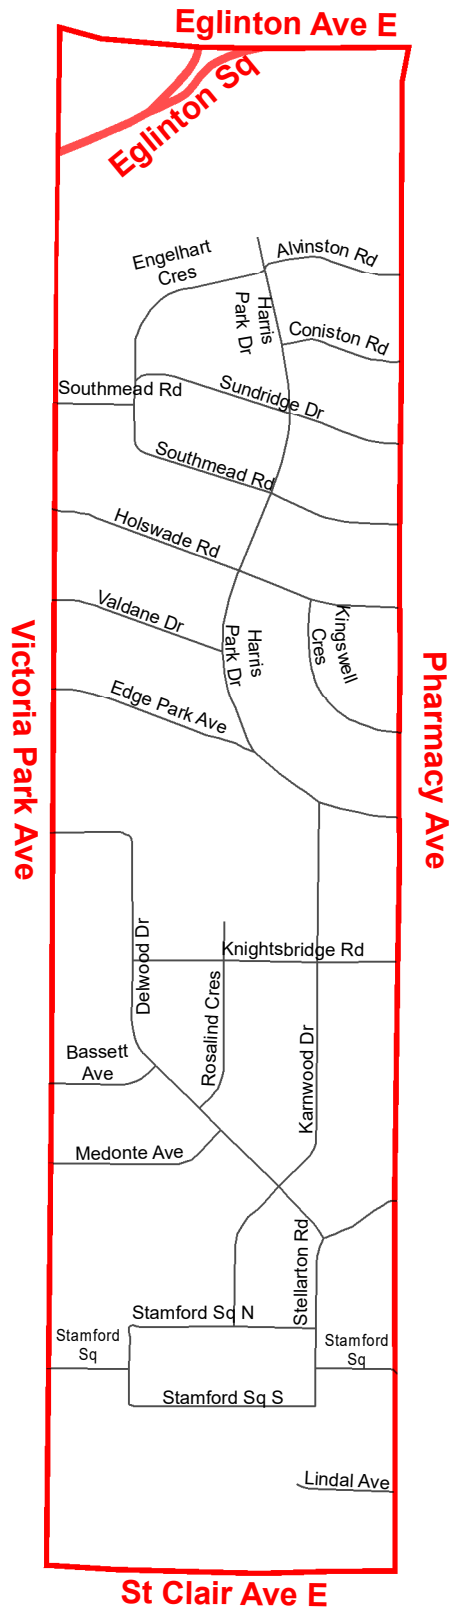 Eglinton Ave E
Eglinton Sq
Engelhart
Cres
Alvinston Rd
Harris
Park Dr
Coniston Rd
Southmead Rd
Sundridge Dr
Southmead Rd
Holswade Rd
Valdane Dr
Kingswell
Cres
Harris
Park Dr
Edge Park Ave
Victoria Park Ave
Pharmacy Ave
Delwood Dr
Knightsbridge Rd
Rosalind Cres
Bassett
Ave
Karnwood Dr
Medonte Ave
Stellarton Rd
Stamford Sq N
Stamford
Sq
Stamford
Sq
Stamford Sq S
Lindal Ave
St Clair Ave E